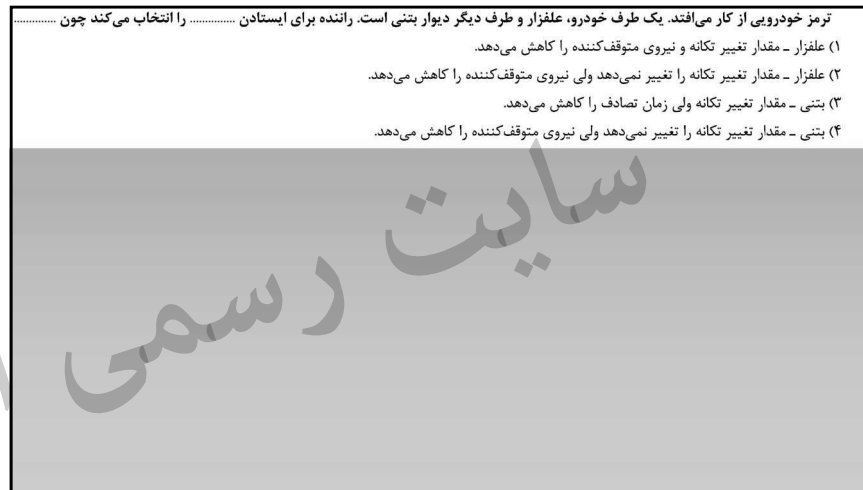 ترمز خودرویی از کار می‌افتد. یک طرف خودرو، علفزار و طرف دیگر دیوار بتنی است. راننده برای ایستادن .............. را انتخاب می‌کند چون ..............
۱) علفزار ـ مقدار تغییر تکانه و نیروی متوقف‌کننده را کاهش می‌دهد.
۲) علفزار ـ مقدار تغییر تکانه را تغییر نمی‌دهد ولی نیروی متوقف‌کننده را کاهش می‌دهد.
۳) بتنی ـ مقدار تغییر تکانه ولی زمان تصادف را کاهش می‌دهد.
۴) بتنی ـ مقدار تغییر تکانه را تغییر نمی‌دهد ولی نیروی متوقف‌کننده را کاهش می‌دهد.
سایت رسمی